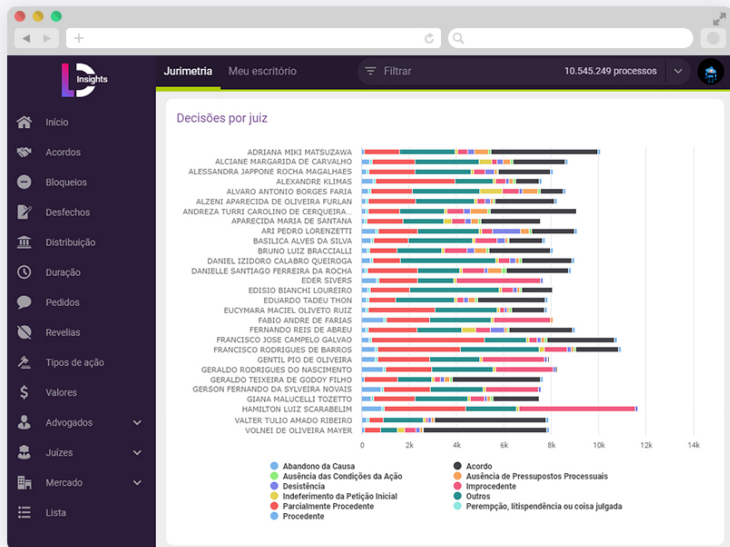 Insights
Jurimetria
Meu escritório
Filtrar
10.545.249 processos
Início
Acordos
Bloqueios
Desfechos
Distribuição
Duração
Pedidos
Revelias
Tipos de ação
Valores
Advogados
Juízes
Mercado
Lista
Decisões por juiz
ADRIANA MIKI MATSUZAWA
ALCIANE MARGARIDA DE CARVALHO
ALESSANDRA JAPPONE ROCHA MAGALHAES
ALEXANDRE KLIMAS
ALVARO ANTONIO BORGES FARIA
ALZENI APARECIDA DE OLIVEIRA FURLAN
ANDREZA TURRI CAROLINO DE CERQUEIRA...
APARECIDA MARIA DE SANTANA
ARI PEDRO LORENZETTI
BASILICA ALVES DA SILVA
BRUNO LUIZ BRACCIALLI
DANIEL IZIDORO CALABRO QUEIROGA
DANIELLE SANTIAGO FERREIRA DA ROCHA
EDER SIVERS
EDISIO BIANCHI LOUREIRO
EDUARDO TADEU THON
EUCYMARA MACIEL OLIVETO RUIZ
FABIO ANDRE DE FARIAS
FERNANDO REIS DE ABREU
FRANCISCO JOSE CAMPELO GALVAO
FRANCISCO RODRIGUES DE BARROS
GENTIL PIO DE OLIVEIRA
GERALDO RODRIGUES DO NASCIMENTO
GERALDO TEIXEIRA DE GODOY FILHO
GERSON FERNANDO DA SYLVEIRA NOVAIS
GIANA MALUCELLI TOZETTO
HAMILTON LUIZ SCARABELIM
VALTER TULIO AMADO RIBEIRO
VOLNEI DE OLIVEIRA MAYER
0 2k 4k 6k 8k 10k 12k 14k
Abandono da Causa
Ausência das Condições da Ação
Desistência
Indeferimento da Petição Inicial
Parcialmente Procedente
Procedente
Acordo
Ausência de Pressupostos Processuais
Improcedente
Outros
Perempção, litispendência ou coisa julgada